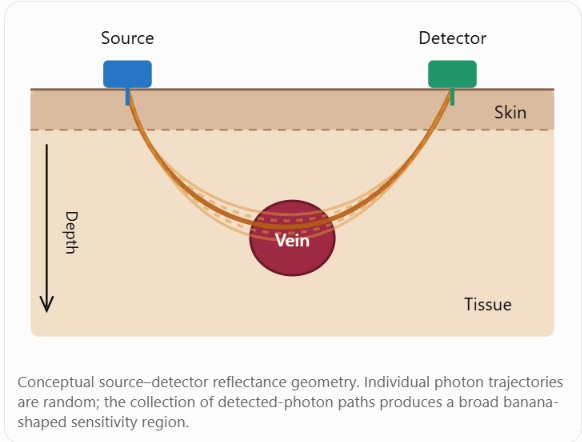 Source
Detector
Skin
Depth
Vein
Tissue
Conceptual source–detector reflectance geometry. Individual photon trajectories
are random; the collection of detected-photon paths produces a broad banana-
shaped sensitivity region.